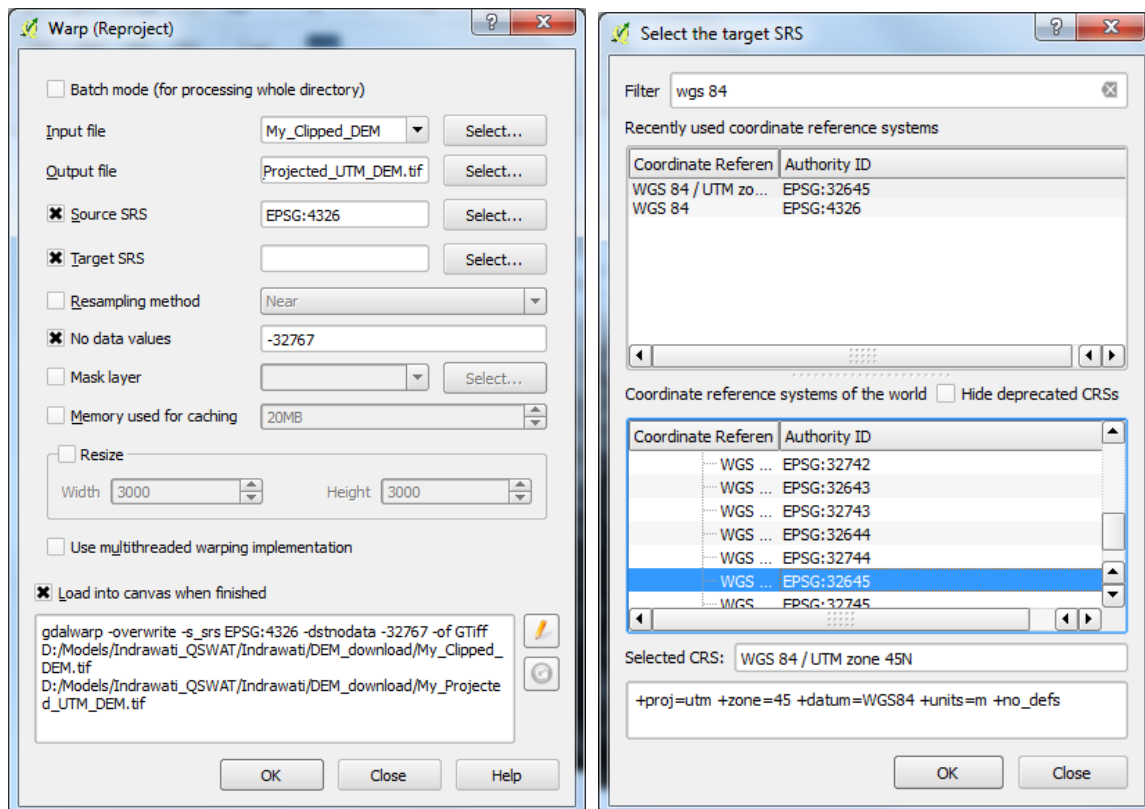 Warp (Reproject)
Batch mode (for processing whole directory)
Input file My_Clipped_DEM Select...
Output file Projected_UTM_DEM.tif Select...
Source SRS EPSG:4326 Select...
Target SRS Select...
Resampling method Near
No data values -32767
Mask layer Select...
Memory used for caching 20MB
Resize
Width 3000 Height 3000
Use multithreaded warping implementation
Load into canvas when finished
gdalwarp -overwrite -s_srs EPSG:4326 -dstnodata -32767 -of GTiff
D:/Models/Indrawati_QSWAT/Indrawati/DEM_download/My_Clipped_
DEM.tif
D:/Models/Indrawati_QSWAT/Indrawati/DEM_download/My_Projecte
d_UTM_DEM.tif
OK Close Help
Select the target SRS
Filter wgs 84
Recently used coordinate reference systems
Coordinate Referen Authority ID
WGS 84 / UTM zo... EPSG:32645
WGS 84 EPSG:4326
Coordinate reference systems of the world Hide deprecated CRSs
Coordinate Referen Authority ID
WGS ... EPSG:32742
WGS ... EPSG:32643
WGS ... EPSG:32743
WGS ... EPSG:32644
WGS ... EPSG:32744
WGS ... EPSG:32645
WGS EPSG:32745
Selected CRS: WGS 84 / UTM zone 45N
+proj=utm +zone=45 +datum=WGS84 +units=m +no_defs
OK Close